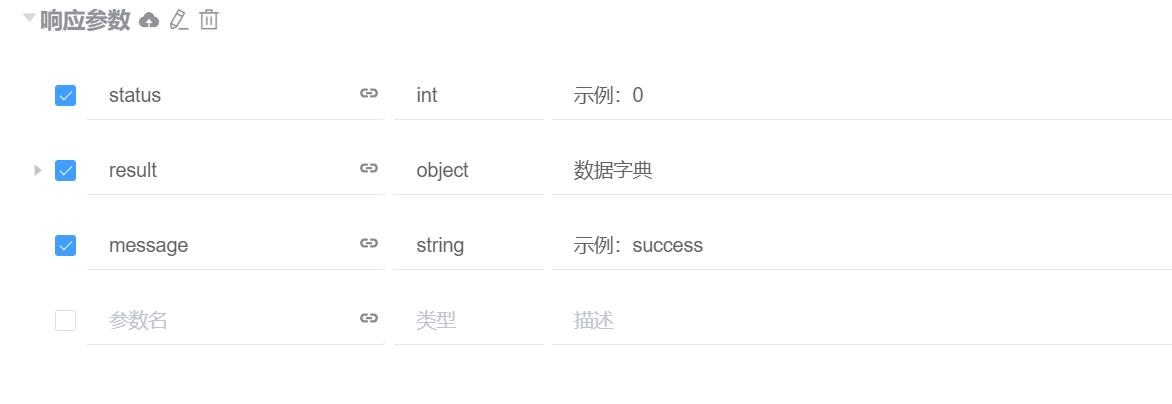 响应参数
status int 示例：0
result object 数据字典
message string 示例：success
参数名 类型 描述